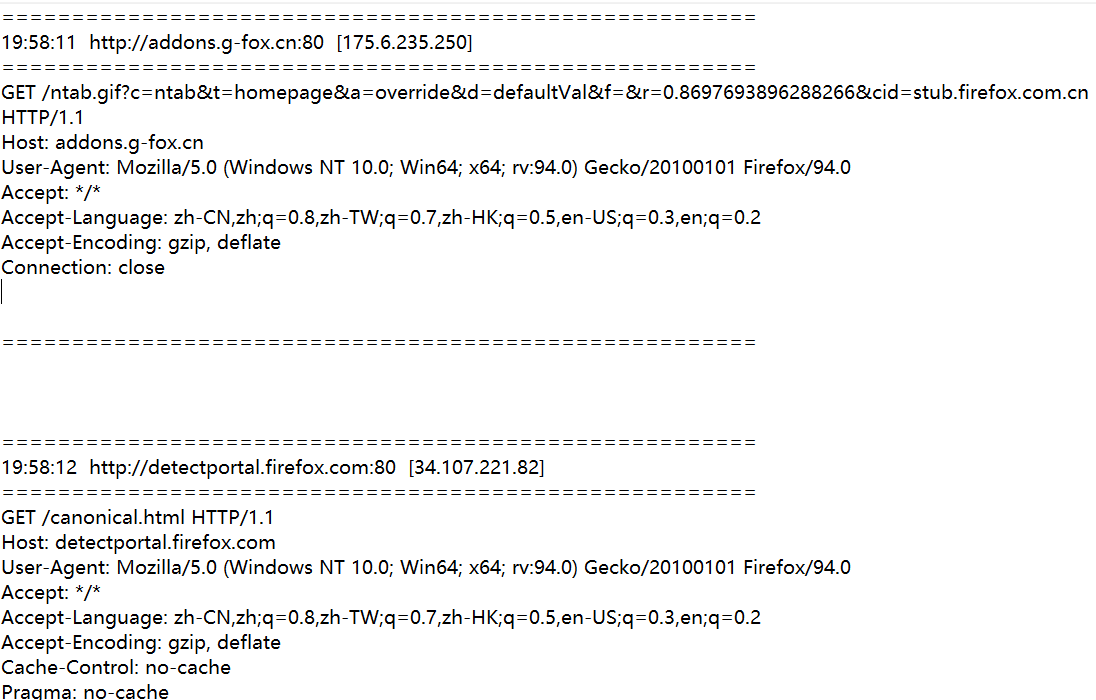 ======================================================
19:58:11  http://addons.g-fox.cn:80  [175.6.235.250]
======================================================
GET /ntab.gif?c=ntab&t=homepage&a=override&d=defaultVal&f=&r=0.8697693896288266&cid=stub.firefox.com.cn
HTTP/1.1
Host: addons.g-fox.cn
User-Agent: Mozilla/5.0 (Windows NT 10.0; Win64; x64; rv:94.0) Gecko/20100101 Firefox/94.0
Accept: */*
Accept-Language: zh-CN,zh;q=0.8,zh-TW;q=0.7,zh-HK;q=0.5,en-US;q=0.3,en;q=0.2
Accept-Encoding: gzip, deflate
Connection: close
======================================================
======================================================
19:58:12  http://detectportal.firefox.com:80  [34.107.221.82]
======================================================
GET /canonical.html HTTP/1.1
Host: detectportal.firefox.com
User-Agent: Mozilla/5.0 (Windows NT 10.0; Win64; x64; rv:94.0) Gecko/20100101 Firefox/94.0
Accept: */*
Accept-Language: zh-CN,zh;q=0.8,zh-TW;q=0.7,zh-HK;q=0.5,en-US;q=0.3,en;q=0.2
Accept-Encoding: gzip, deflate
Cache-Control: no-cache
Pragma: no-cache